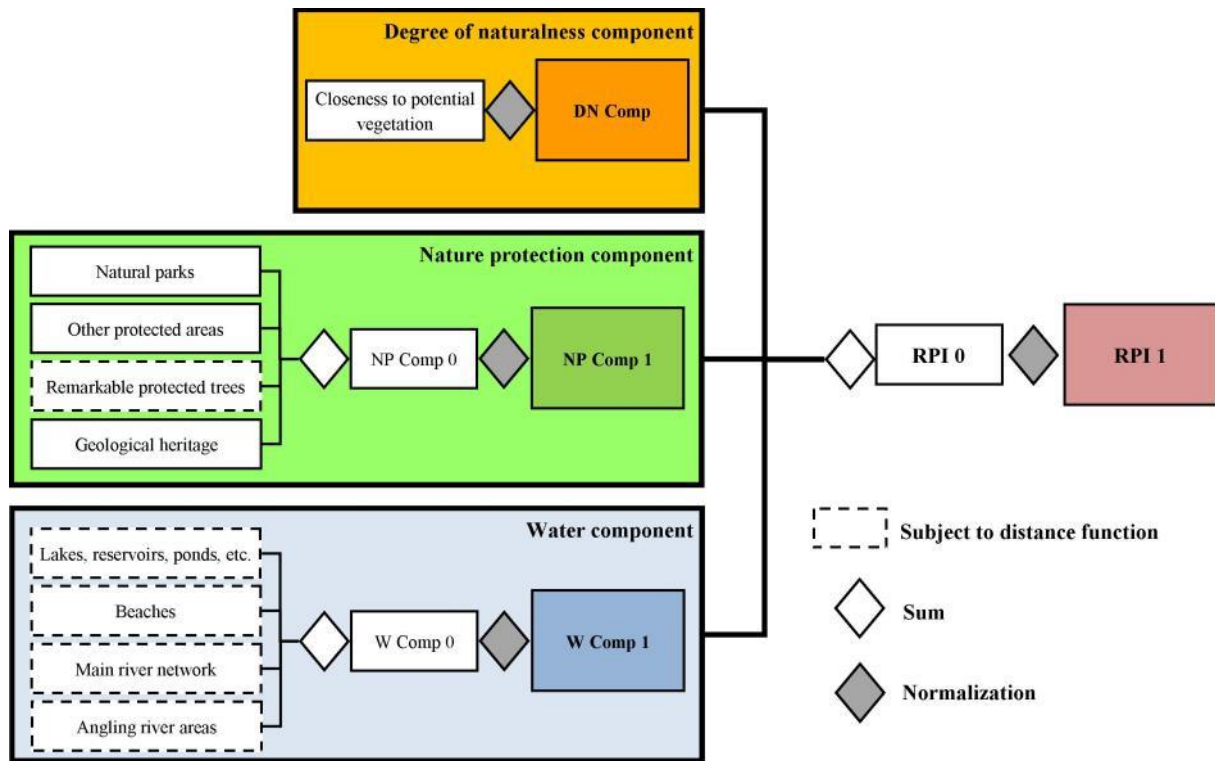 Degree of naturalness component
Closeness to potential
vegetation
DN Comp
Nature protection component
Natural parks
Other protected areas
Remarkable protected trees
Geological heritage
NP Comp 0
NP Comp 1
RPI 0
RPI 1
Water component
Lakes, reservoirs, ponds, etc.
Beaches
Main river network
Angling river areas
W Comp 0
W Comp 1
Subject to distance function
Sum
Normalization